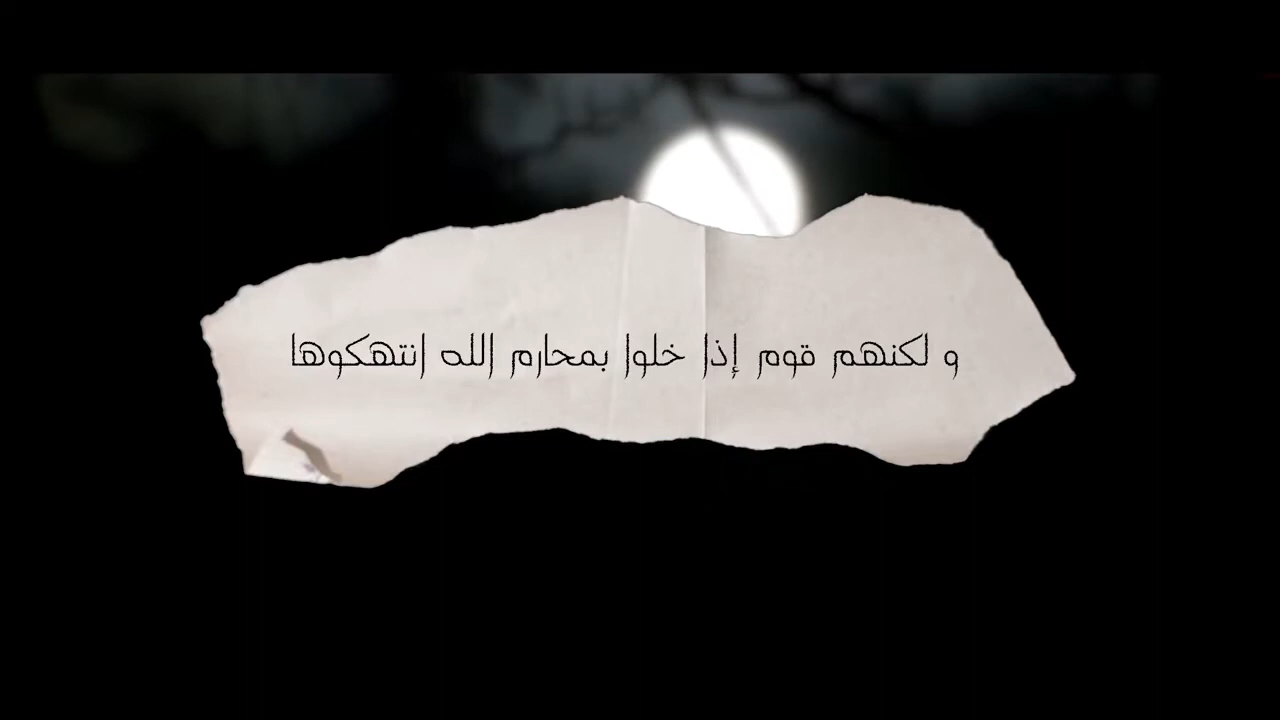 و لكنهم قوم إذا خلوا بمحارم الله انتهكوها